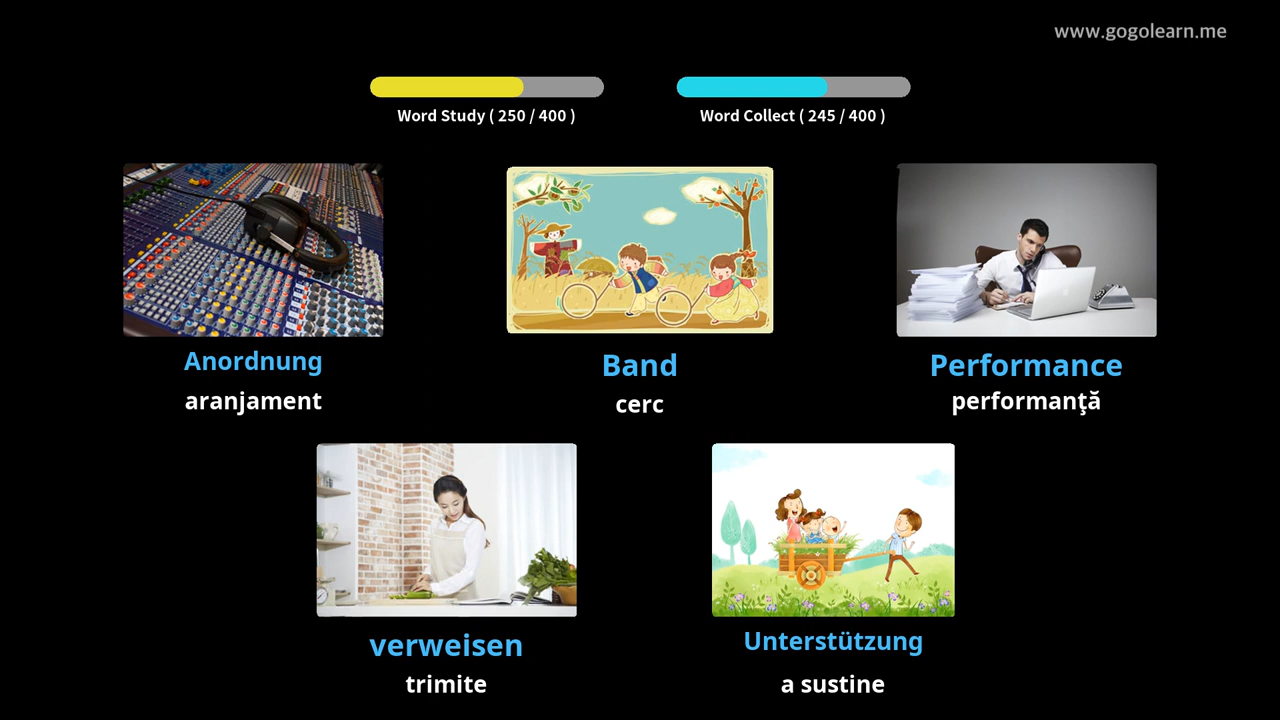 www.gogolearn.me
Word Study ( 250 / 400 )
Word Collect ( 245 / 400 )
Anordnung
aranjament
Band
cerc
Performance
performanţă
verweisen
trimite
Unterstützung
a sustine